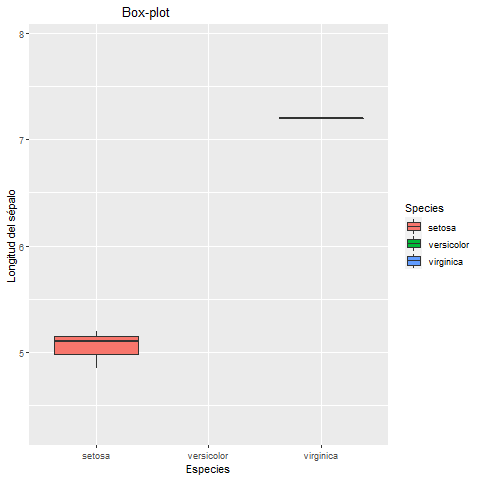 Box-plot
8
7
6
5
Longitud del sépalo
setosa versicolor virginica
Especies
Species
setosa
versicolor
virginica